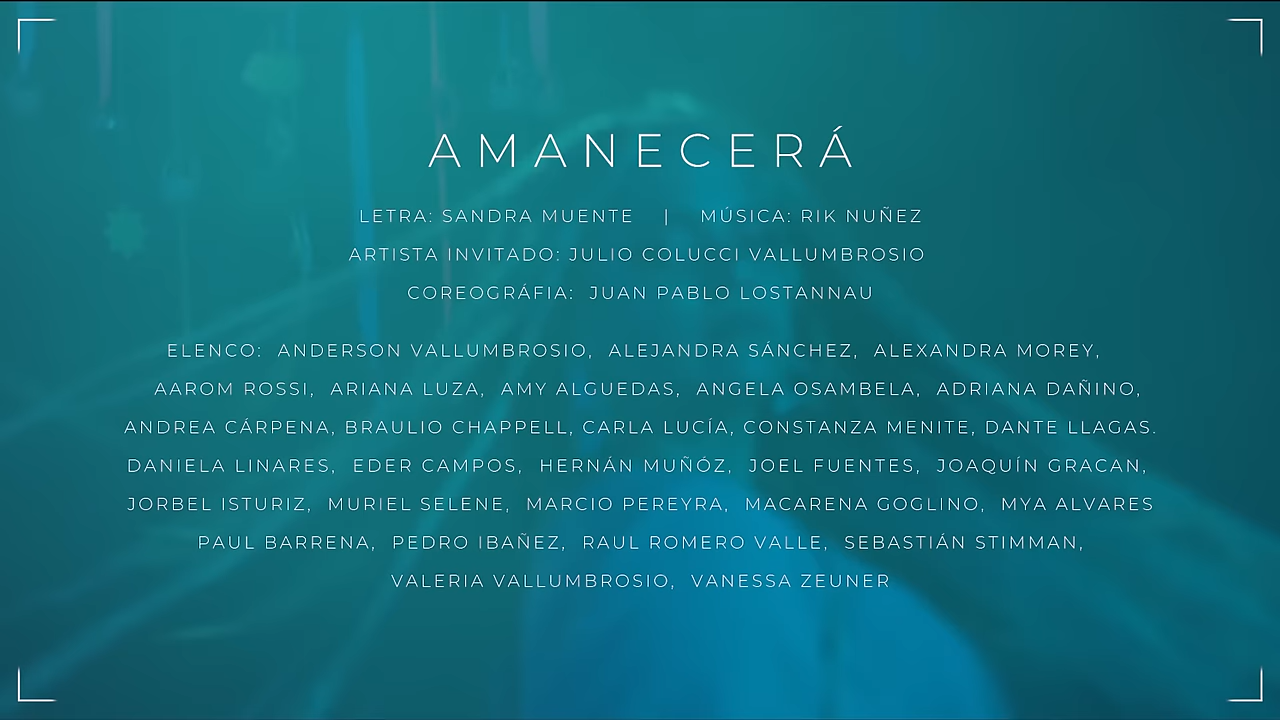 AMANECERÁ
LETRA: SANDRA MUENTE | MÚSICA: RIK NUÑEZ
ARTISTA INVITADO: JULIO COLUCCI VALLUMBROSIO
COREOGRÁFIA: JUAN PABLO LOSTANNAU
ELENCO: ANDERSON VALLUMBROSIO, ALEJANDRA SÁNCHEZ, ALEXANDRA MOREY,
AAROM ROSSI, ARIANA LUZA, AMY ALGUEDAS, ANGELA OSAMBELA, ADRIANA DAÑINO,
ANDREA CÁRPENA, BRAULIO CHAPPELL, CARLA LUCÍA, CONSTANZA MENITE, DANTE LLAGAS.
DANIELA LINARES, EDER CAMPOS, HERNÁN MUÑÓZ, JOEL FUENTES, JOAQUÍN GRACAN,
JORBEL ISTURIZ, MURIEL SELENE, MARCIO PEREYRA, MACARENA GOGLINO, MYA ALVARES
PAUL BARRENA, PEDRO IBAÑEZ, RAUL ROMERO VALLE, SEBASTIÁN STIMMAN,
VALERIA VALLUMBROSIO, VANESSA ZEUNER